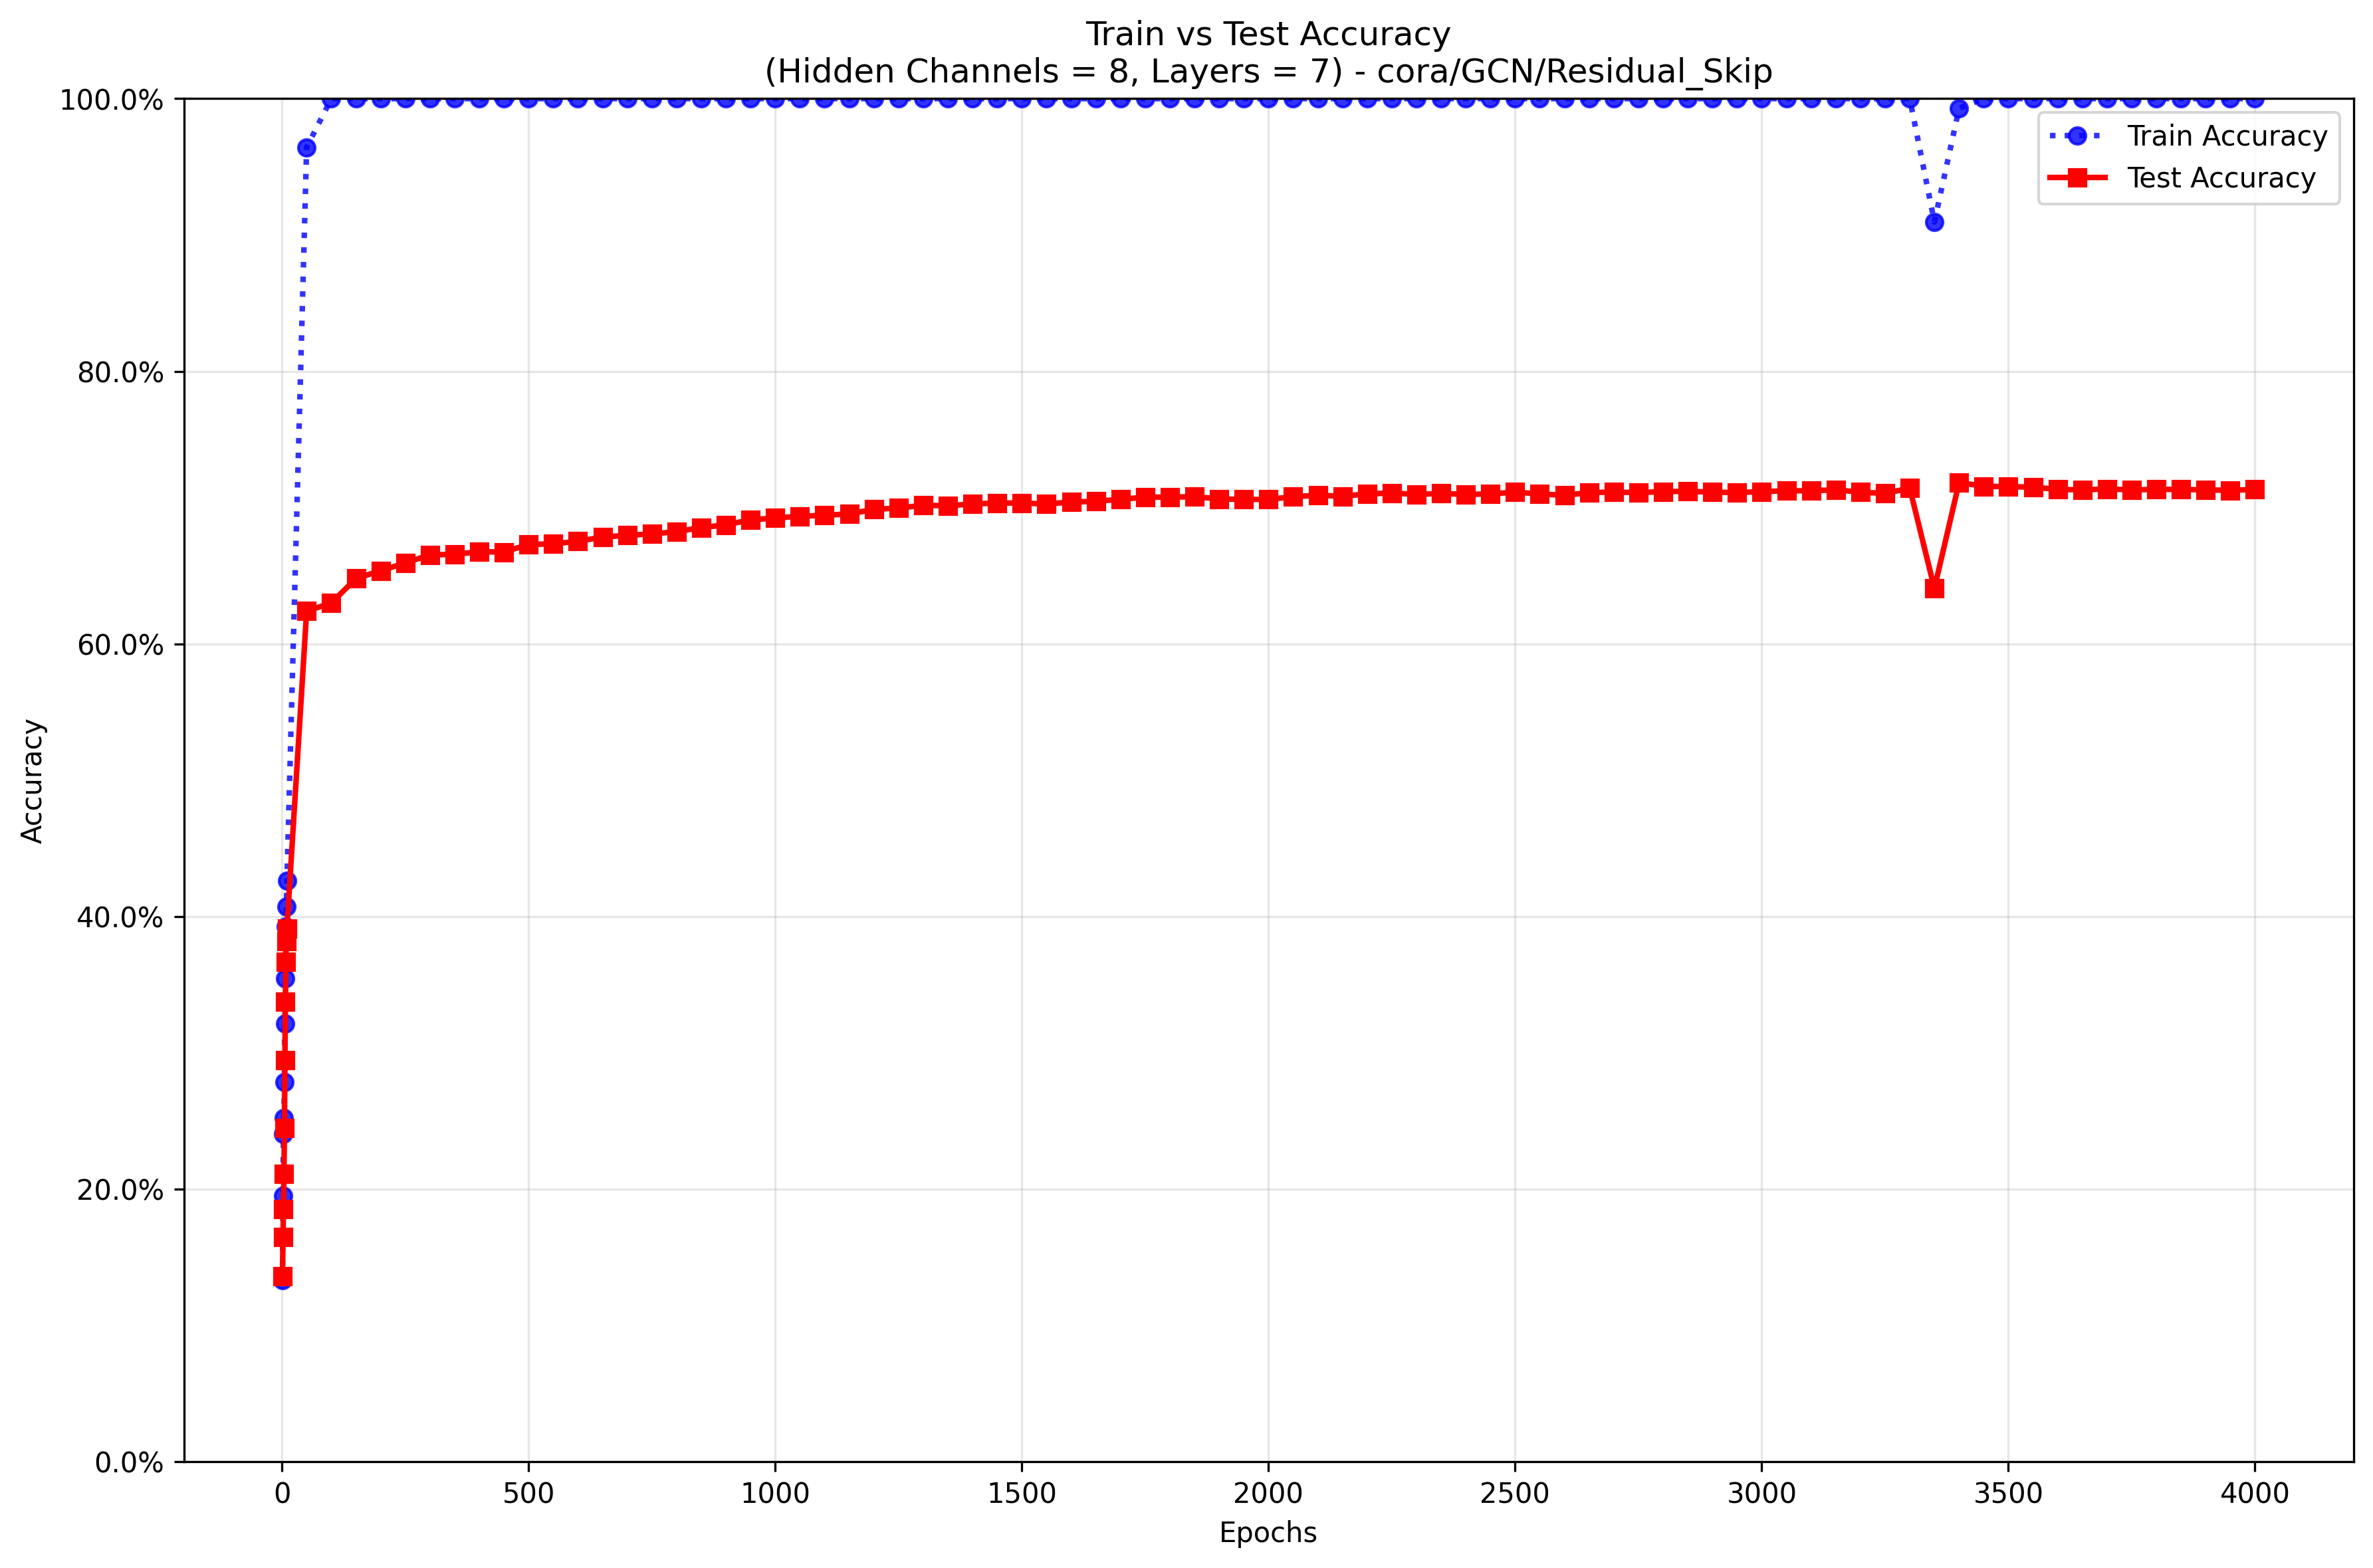 Train vs Test Accuracy
(Hidden Channels = 8, Layers = 7) - cora/GCN/Residual_Skip
100.0%
80.0%
60.0%
40.0%
20.0%
0.0%
Accuracy
Train Accuracy
Test Accuracy
0 500 1000 1500 2000 2500 3000 3500 4000
Epochs